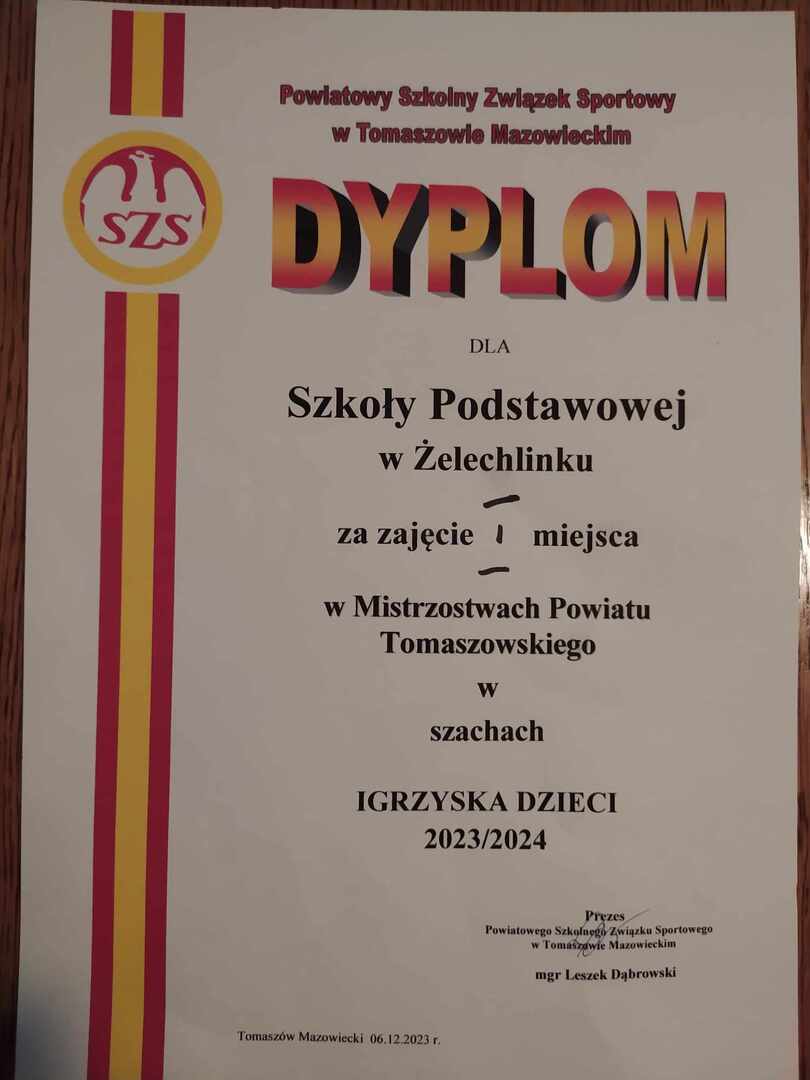 Powiatowy Szkolny Związek Sportowy
w Tomaszowie Mazowieckim
SZS
DYPLOM
DLA
Szkoły Podstawowej
w Żelechlinku
za zajęcie I miejsca
w Mistrzostwach Powiatu
Tomaszowskiego
w
szachach
IGRZYSKA DZIECI
2023/2024
Prezes
Powiatowego Szkolnego Związku Sportowego
w Tomaszowie Mazowieckim
mgr Leszek Dąbrowski
Tomaszów Mazowiecki 06.12.2023 r.